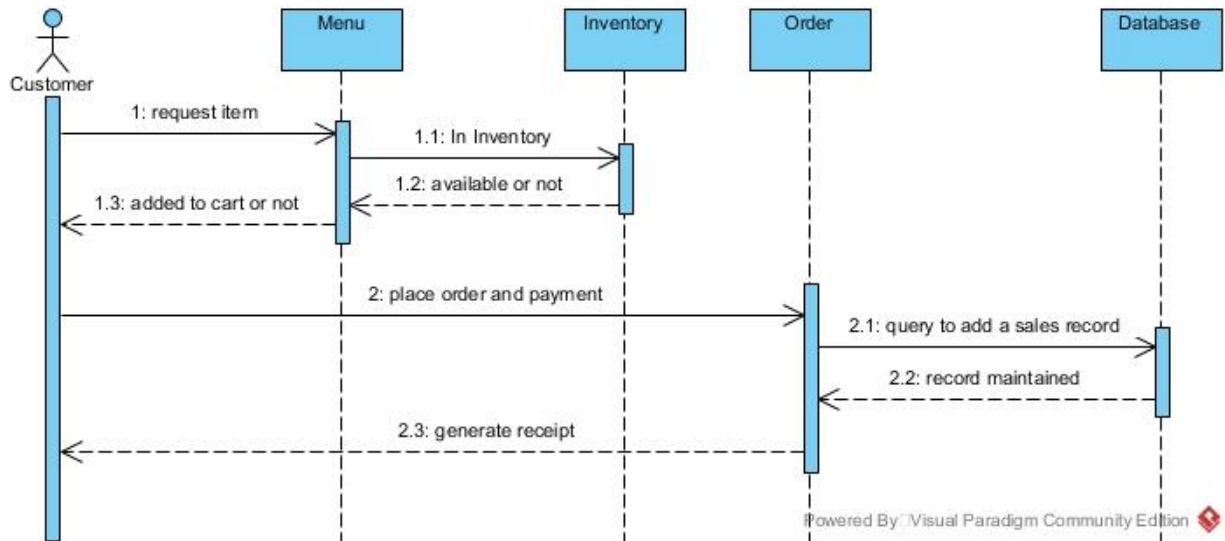 Menu
Inventory
Order
Database
Customer
1: request item
1.1: In Inventory
1.2: available or not
1.3: added to cart or not
2: place order and payment
2.1: query to add a sales record
2.2: record maintained
2.3: generate receipt
Powered By Visual Paradigm Community Edition